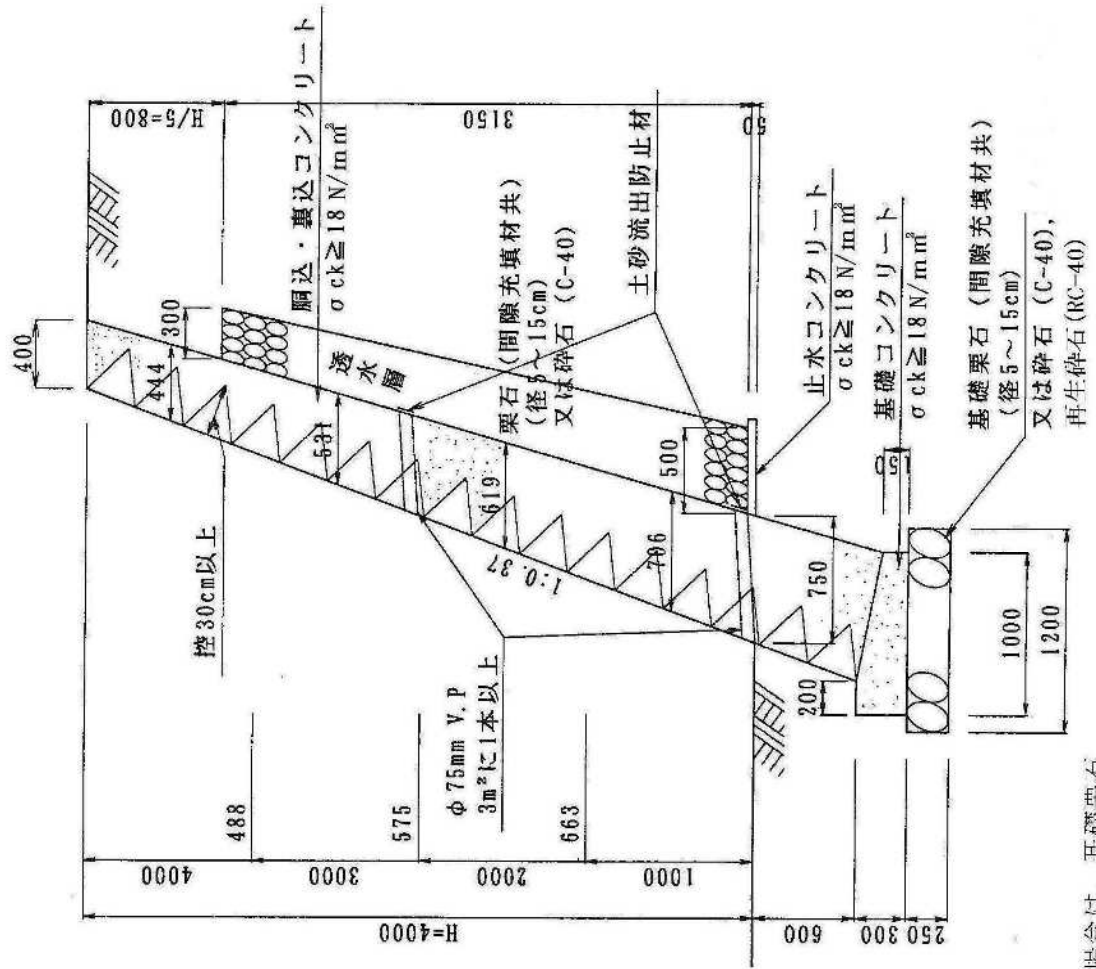 400
300
H/5=800
胴込・裏込コンクリート
σck≧18N/mm²
444
透水層
531
3150
控30cm以上
栗石（間隙充填材共）
（径5〜15cm）
又は砕石（C-40）
土砂流出防止材
619
1:0.37
488
φ75mm V.P
3m²に1本以上
575
706
500
50
663
止水コンクリート
σck≧18N/mm²
750
基礎コンクリート
σck≧18N/mm²
200
150
1000
1200
基礎栗石（間隙充填材共）
（径5〜15cm）
又は砕石（C-40），
再生砕石(RC-40)
4000
3000
2000
1000
H=4000
600
300
250